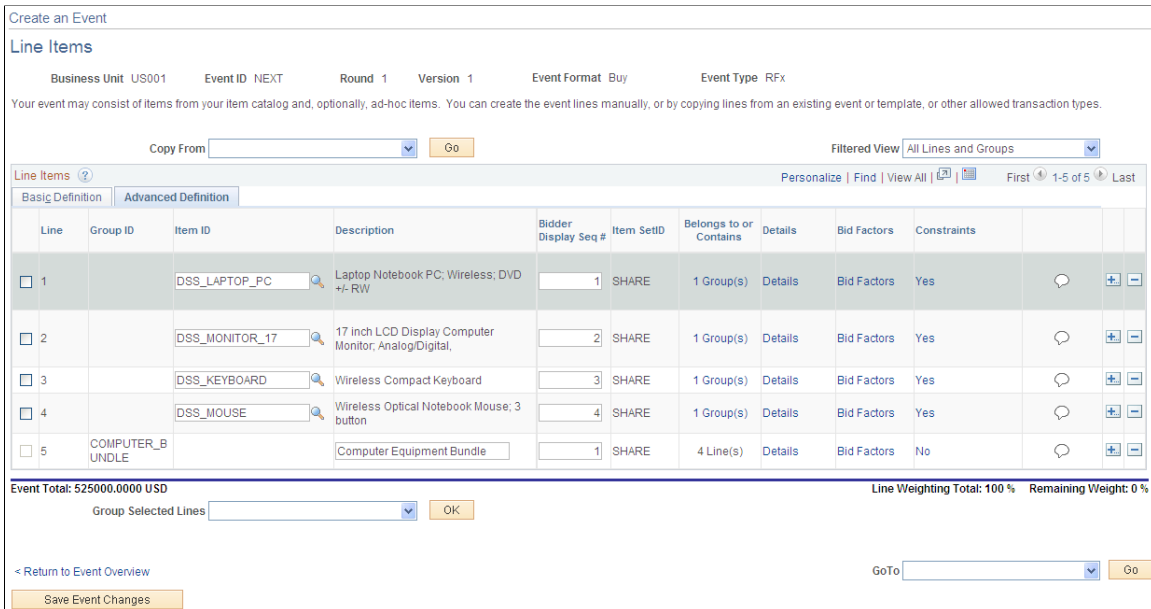 Create an Event
Line Items
Business Unit US001 Event ID NEXT Round 1 Version 1 Event Format Buy Event Type RFx
Your event may consist of items from your item catalog and, optionally, ad-hoc items. You can create the event lines manually, or by copying lines from an existing event or template, or other allowed transaction types.
Copy From Go Filtered View All Lines and Groups
Line Items ? Personalize | Find | View All | | First 1-5 of 5 Last
Basic Definition Advanced Definition
Line Group ID Item ID Description Bidder Display Seq # Item SetID Belongs to or Contains Details Bid Factors Constraints
1 DSS_LAPTOP_PC Laptop Notebook PC; Wireless; DVD +/- RW 1 SHARE 1 Group(s) Details Bid Factors Yes
2 DSS_MONITOR_17 17 inch LCD Display Computer Monitor; Analog/Digital, 2 SHARE 1 Group(s) Details Bid Factors Yes
3 DSS_KEYBOARD Wireless Compact Keyboard 3 SHARE 1 Group(s) Details Bid Factors Yes
4 DSS_MOUSE Wireless Optical Notebook Mouse; 3 button 4 SHARE 1 Group(s) Details Bid Factors Yes
5 COMPUTER_BUNDLE Computer Equipment Bundle 1 SHARE 4 Line(s) Details Bid Factors No
Event Total: 525000.0000 USD Line Weighting Total: 100 % Remaining Weight: 0 %
Group Selected Lines OK
< Return to Event Overview GoTo Go
Save Event Changes